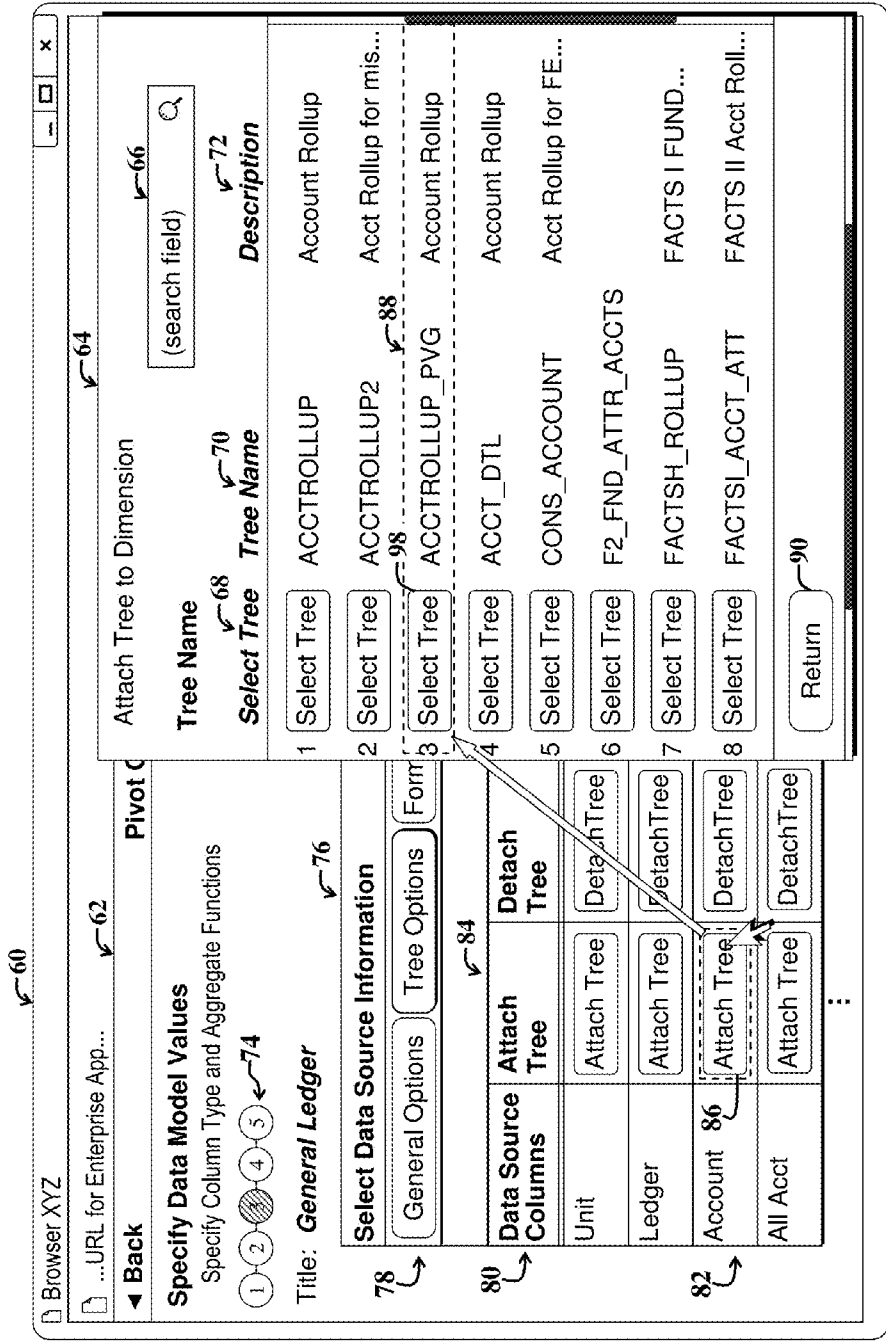 60
Browser XYZ
- □ ×
...URL for Enterprise App...
62
64
◄ Back
Pivot
Specify Data Model Values
Specify Column Type and Aggregate Functions
1 2 3 4 5
74
Title: General Ledger
76
Select Data Source Information
78
General Options
Tree Options
Form
84
80
Data Source Columns
Attach Tree
Detach Tree
Unit
Attach Tree
DetachTree
Ledger
Attach Tree
DetachTree
82
Account
Attach Tree
DetachTree
86
All Acct
Attach Tree
DetachTree
...
Attach Tree to Dimension
66
Tree Name
(search field)
68
70
72
Select Tree
Tree Name
Description
1 Select Tree ACCTROLLUP Account Rollup
2 Select Tree ACCTROLLUP2 Acct Rollup for mis...
98
88
3 Select Tree ACCTROLLUP_PVG Account Rollup
4 Select Tree ACCT_DTL Account Rollup
5 Select Tree CONS_ACCOUNT Acct Rollup for FE...
6 Select Tree F2_FND_ATTR_ACCTS
7 Select Tree FACTSH_ROLLUP FACTS I FUND...
8 Select Tree FACTSI_ACCT_ATT FACTS II Acct Roll...
Return
90